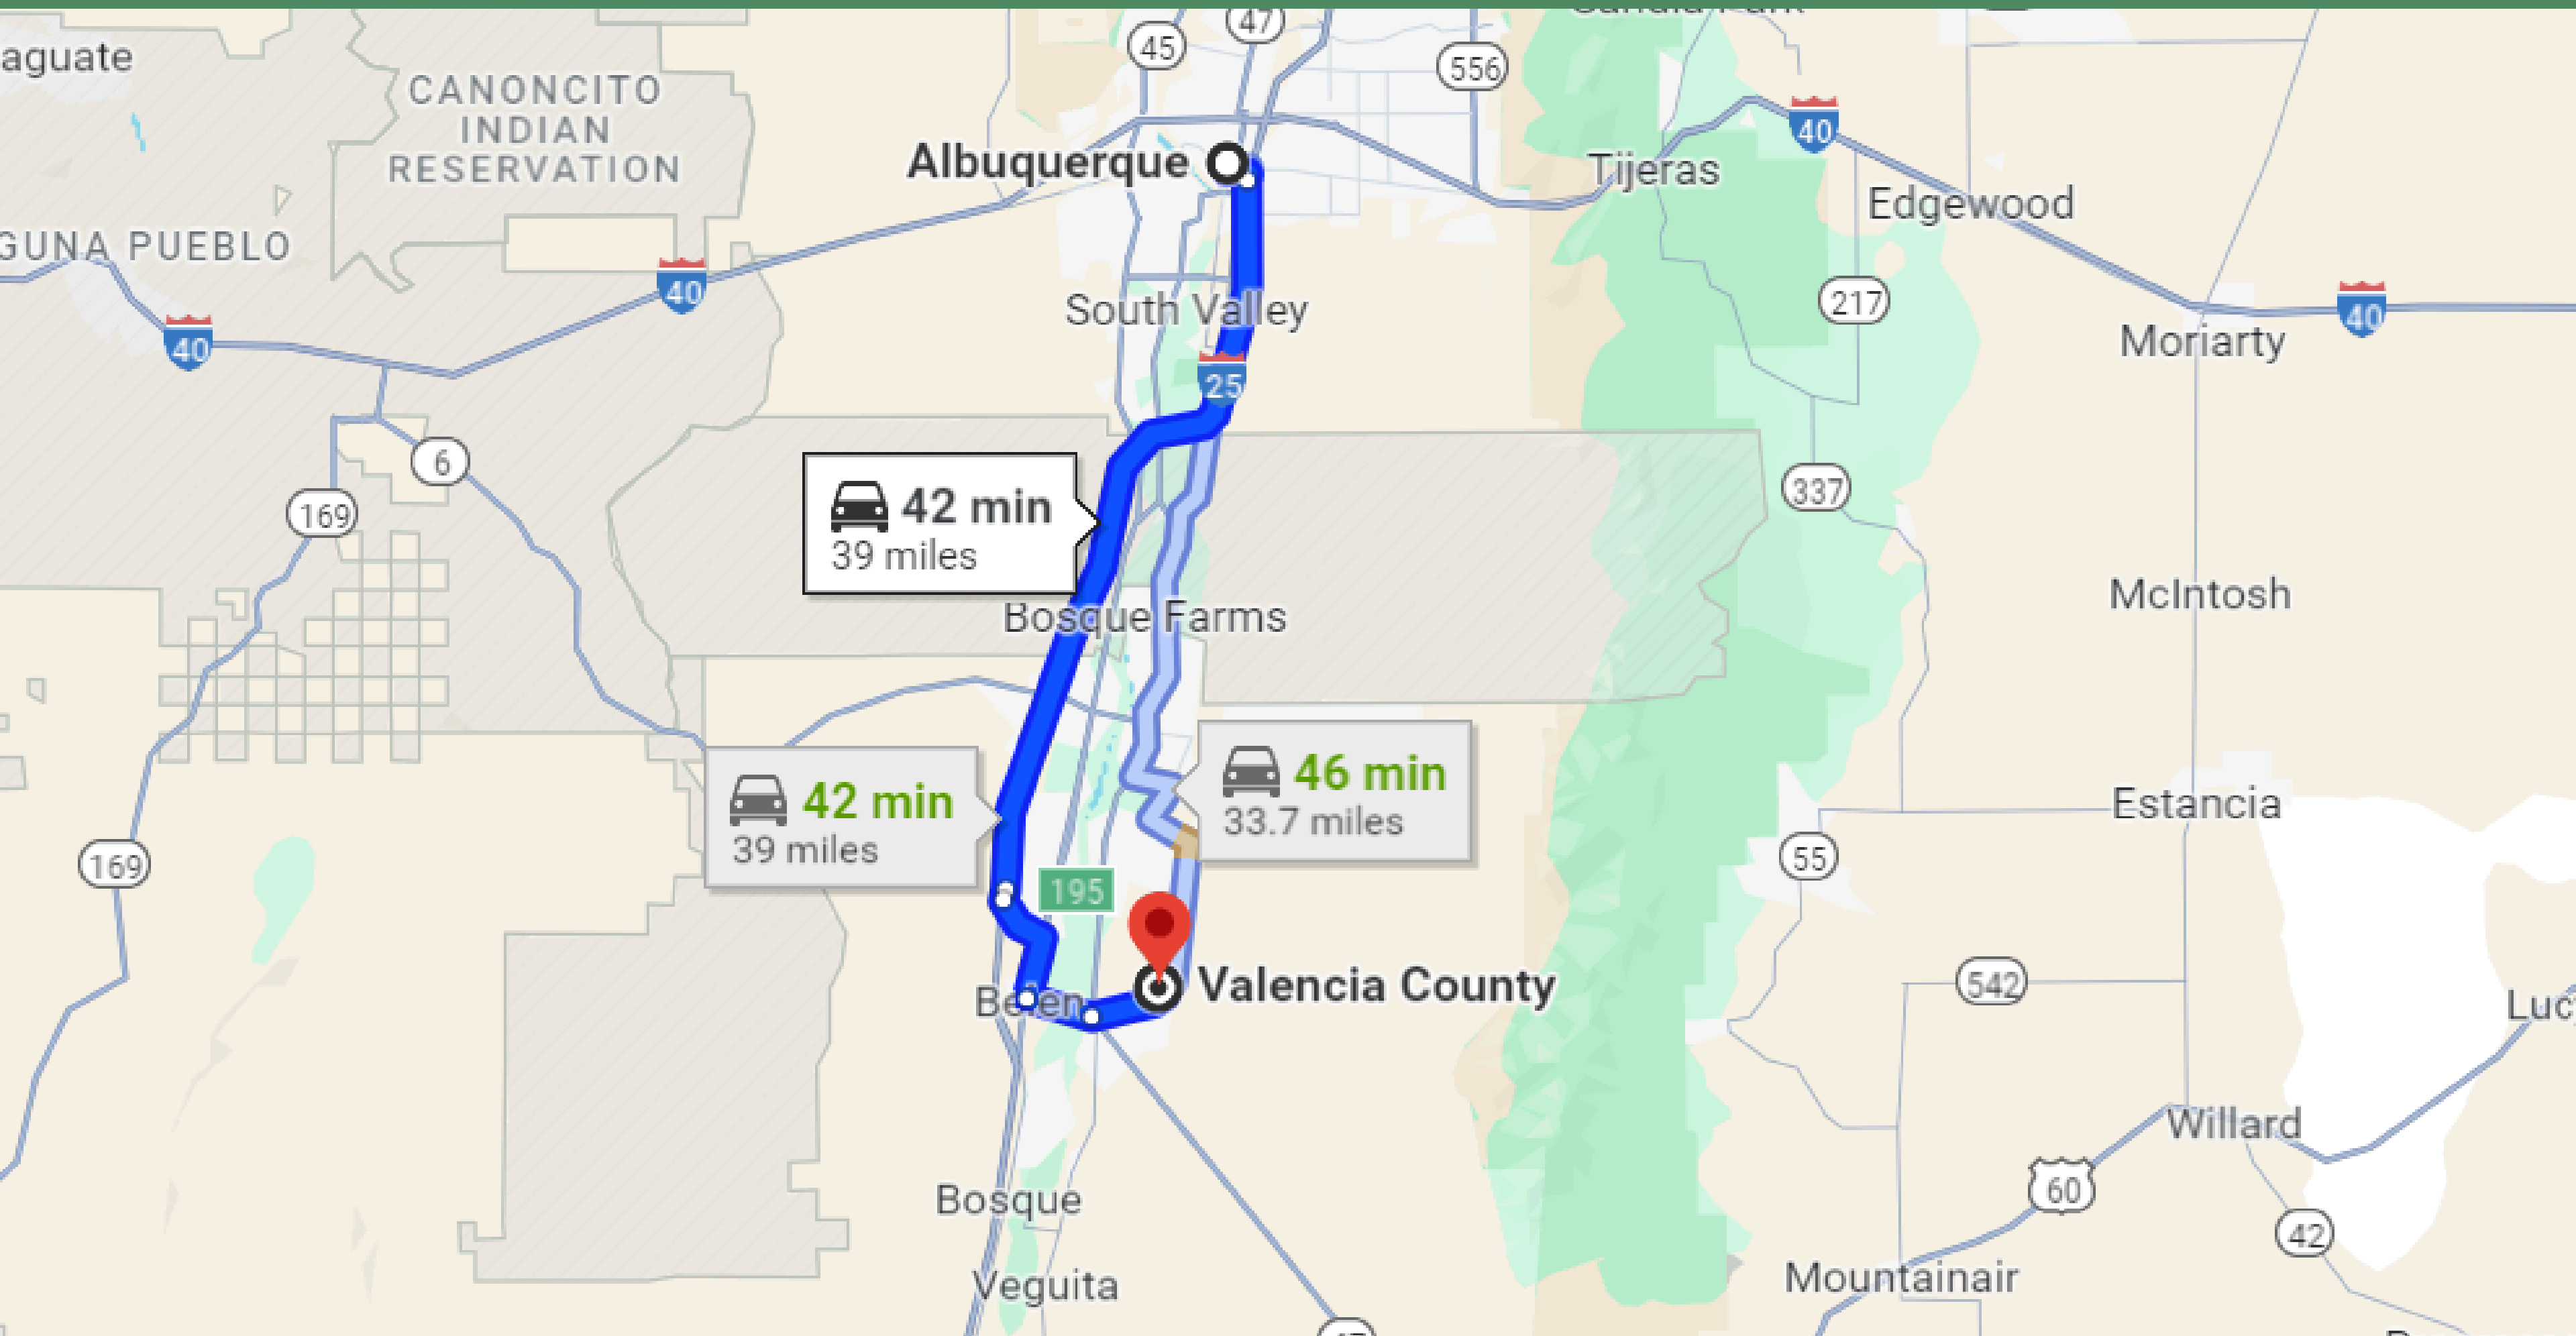 45
47
556
aguate
CANONCITO
INDIAN
RESERVATION
40
Albuquerque
Tijeras
Edgewood
GUNA PUEBLO
40
40
217
40
South Valley
Moriarty
25
6
169
337
42 min
39 miles
Bosque Farms
McIntosh
42 min
39 miles
46 min
33.7 miles
Estancia
169
195
55
Valencia County
Belen
542
Luc
Willard
60
Bosque
42
Veguita
Mountainair